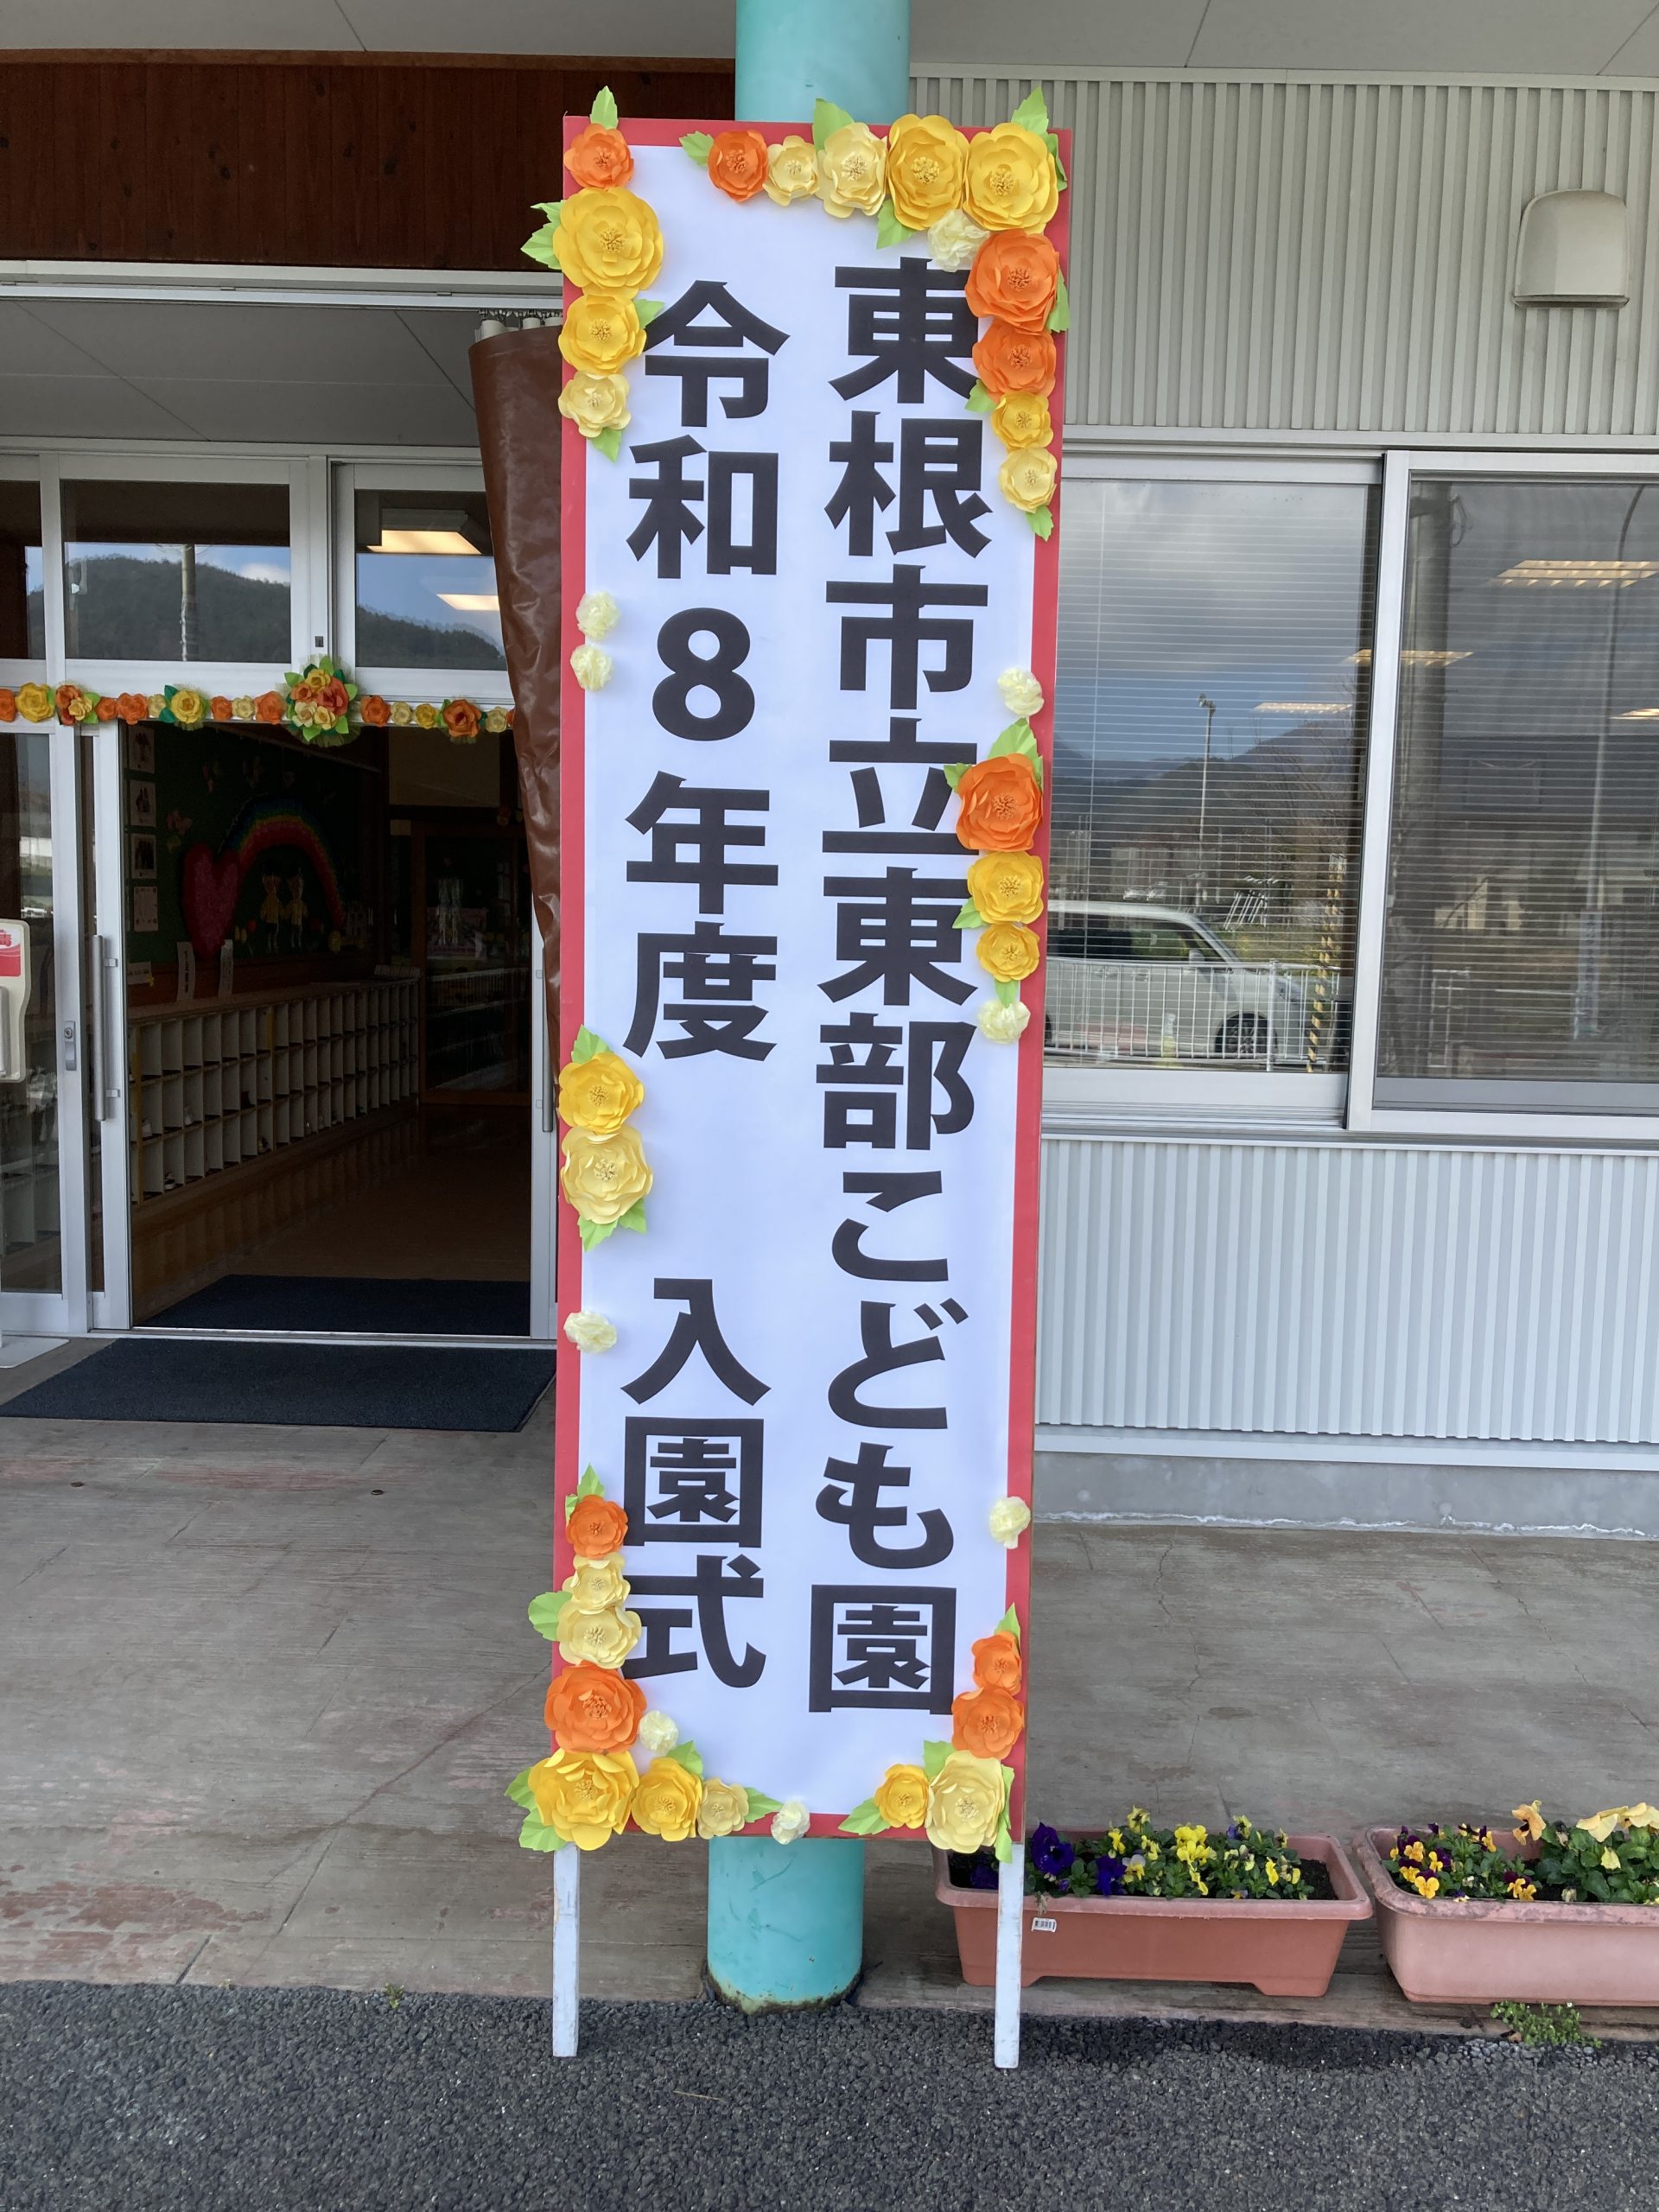 東根市立東部こども園
令和8年度　入園式